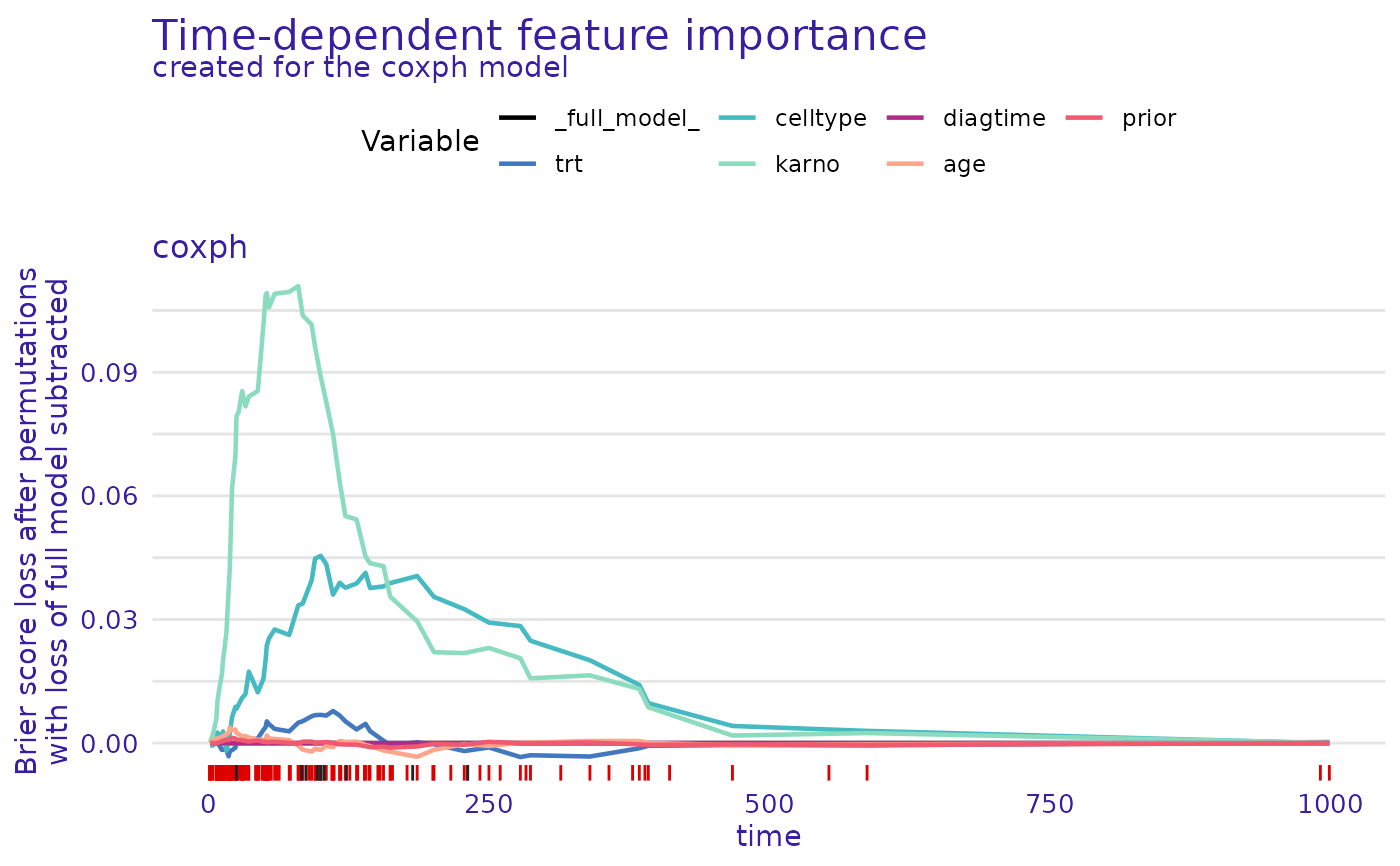 Time-dependent feature importance
created for the coxph model
Variable
_full_model_ celltype diagtime prior
trt karno age
coxph
Brier score loss after permutations
with loss of full model subtracted
0.09
0.06
0.03
0.00
0 250 500 750 1000
time